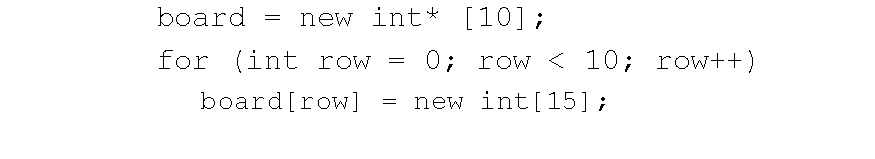 board = new int* [10];
for (int row = 0; row < 10; row++)
board[row] = new int[15];